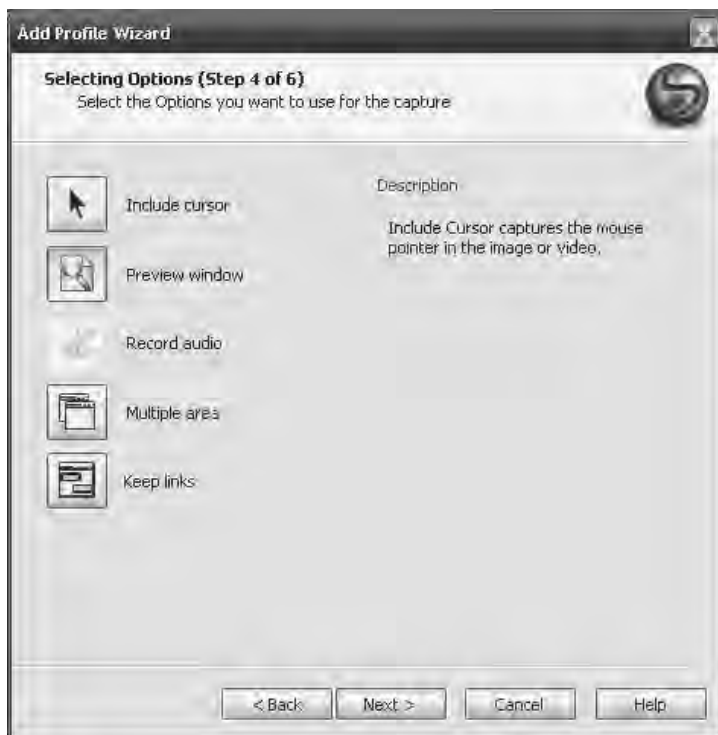 Add Profile Wizard
Selecting Options (Step 4 of 6)
Select the Options you want to use for the capture
Include cursor
Preview window
Record audio
Multiple area
Keep links
Description
Include Cursor captures the mouse
pointer in the image or video.
< Back
Next >
Cancel
Help